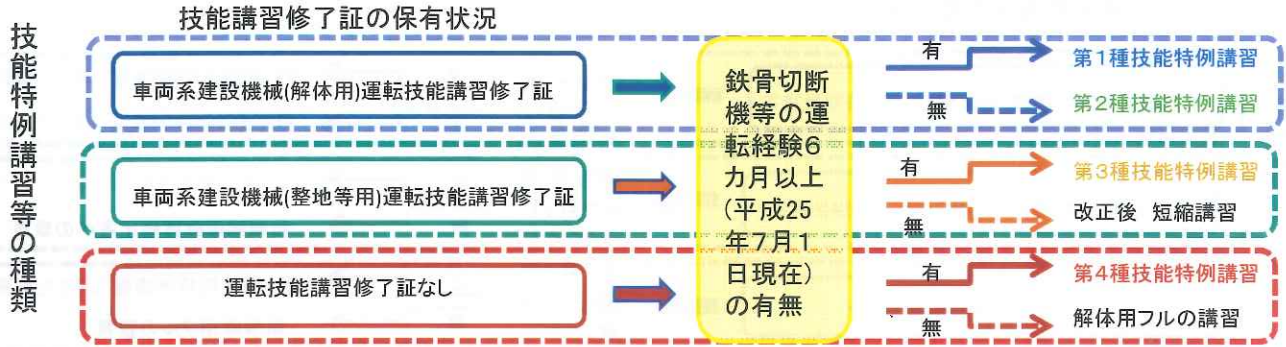 技能講習修了証の保有状況
技能特例講習等の種類
車両系建設機械(解体用)運転技能講習修了証
車両系建設機械(整地等用)運転技能講習修了証
運転技能講習修了証なし
鉄骨切断
機等の運
転経験6
カ月以上
(平成25
年7月1
日現在)
の有無
有
第1種技能特例講習
無
第2種技能特例講習
有
第3種技能特例講習
無
改正後 短縮講習
有
第4種技能特例講習
無
解体用フルの講習